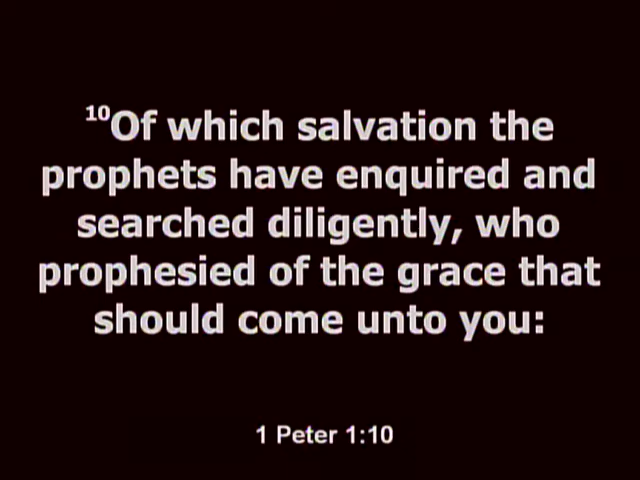 ¹⁰Of which salvation the
prophets have enquired and
searched diligently, who
prophesied of the grace that
should come unto you:
1 Peter 1:10